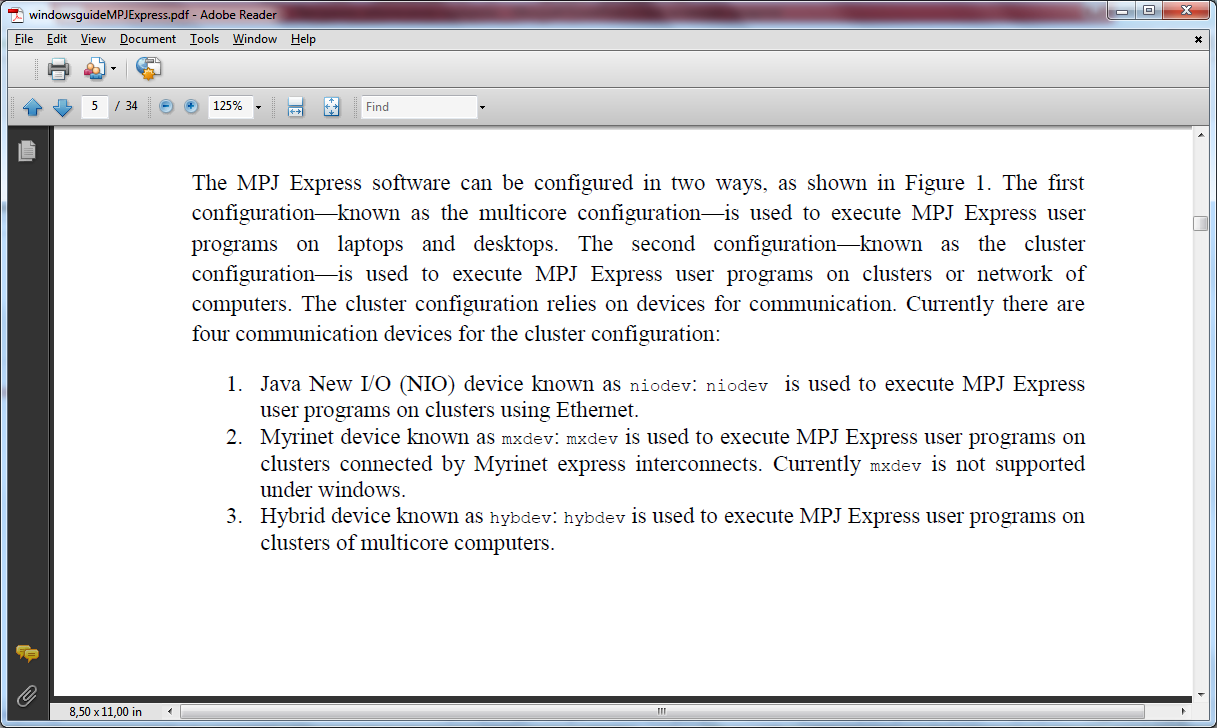 windowsguideMPJExpress.pdf - Adobe Reader
File Edit View Document Tools Window Help
5 / 34 125% Find
The MPJ Express software can be configured in two ways, as shown in Figure 1. The first
configuration—known as the multicore configuration—is used to execute MPJ Express user
programs on laptops and desktops. The second configuration—known as the cluster
configuration—is used to execute MPJ Express user programs on clusters or network of
computers. The cluster configuration relies on devices for communication. Currently there are
four communication devices for the cluster configuration:
1. Java New I/O (NIO) device known as niodev: niodev is used to execute MPJ Express
user programs on clusters using Ethernet.
2. Myrinet device known as mxdev: mxdev is used to execute MPJ Express user programs on
clusters connected by Myrinet express interconnects. Currently mxdev is not supported
under windows.
3. Hybrid device known as hybdev: hybdev is used to execute MPJ Express user programs on
clusters of multicore computers.
8,50 x 11,00 in